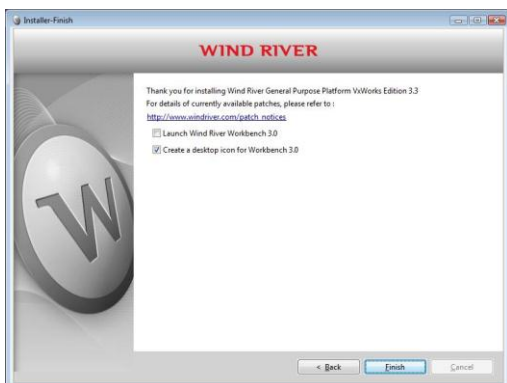 Installer-Finish
WIND RIVER
Thank you for installing Wind River General Purpose Platform VxWorks Edition 3.3
For details of currently available patches, please refer to :
http://www.windriver.com/patch_notices
Launch Wind River Workbench 3.0
Create a desktop icon for Workbench 3.0
W
< Back
Finish
Cancel